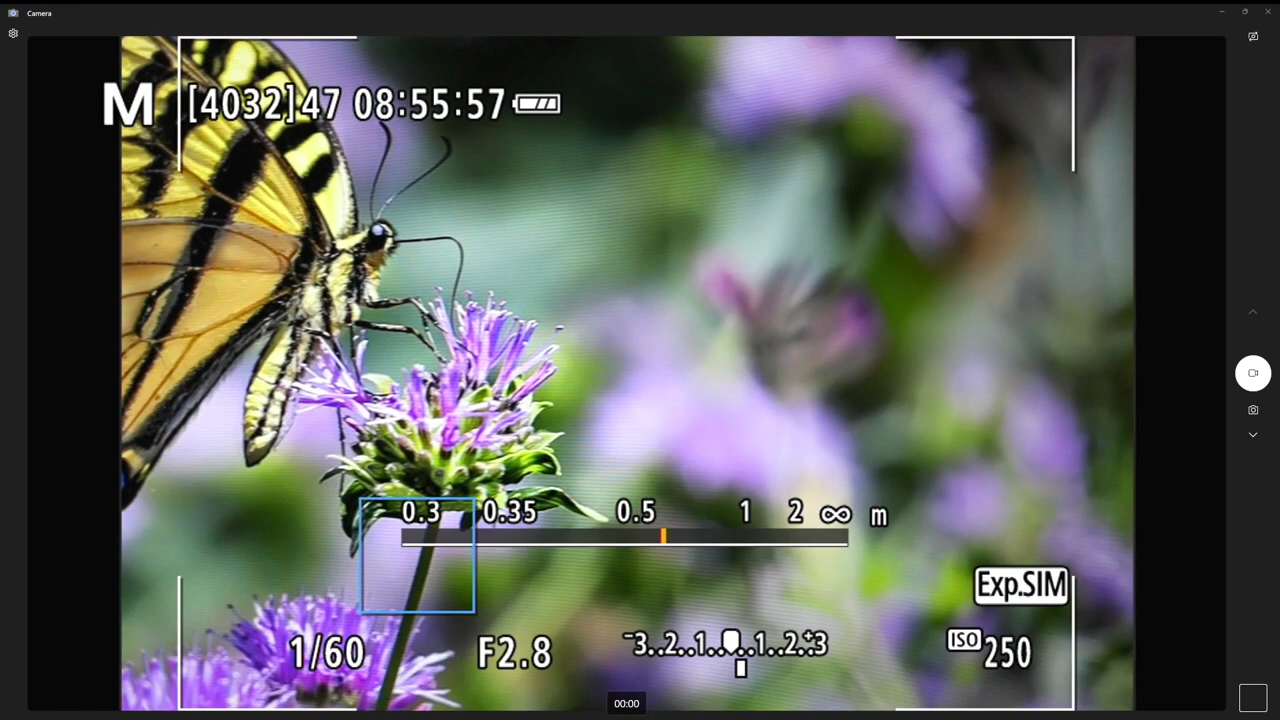 Camera
M [4032]47 08:55:57
0.3 0.35 0.5 1 2 ∞ m
Exp.SIM
1/60 F2.8 -3..2..1....1..2..+3 ISO 250
00:00